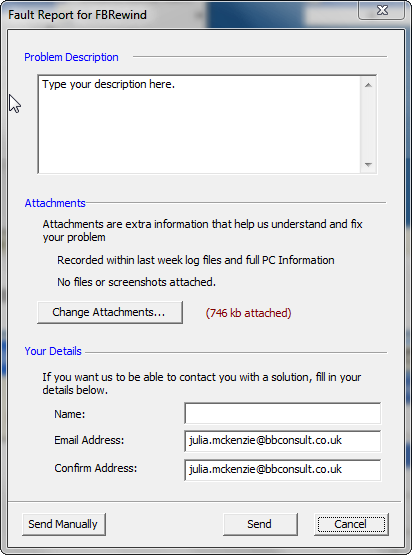 Fault Report for FBRewind
Problem Description
Type your description here.
Attachments
Attachments are extra information that help us understand and fix
your problem
Recorded within last week log files and full PC Information
No files or screenshots attached.
Change Attachments... (746 kb attached)
Your Details
If you want us to be able to contact you with a solution, fill in your
details below.
Name:
Email Address: julia.mckenzie@bbconsult.co.uk
Confirm Address: julia.mckenzie@bbconsult.co.uk
Send Manually Send Cancel